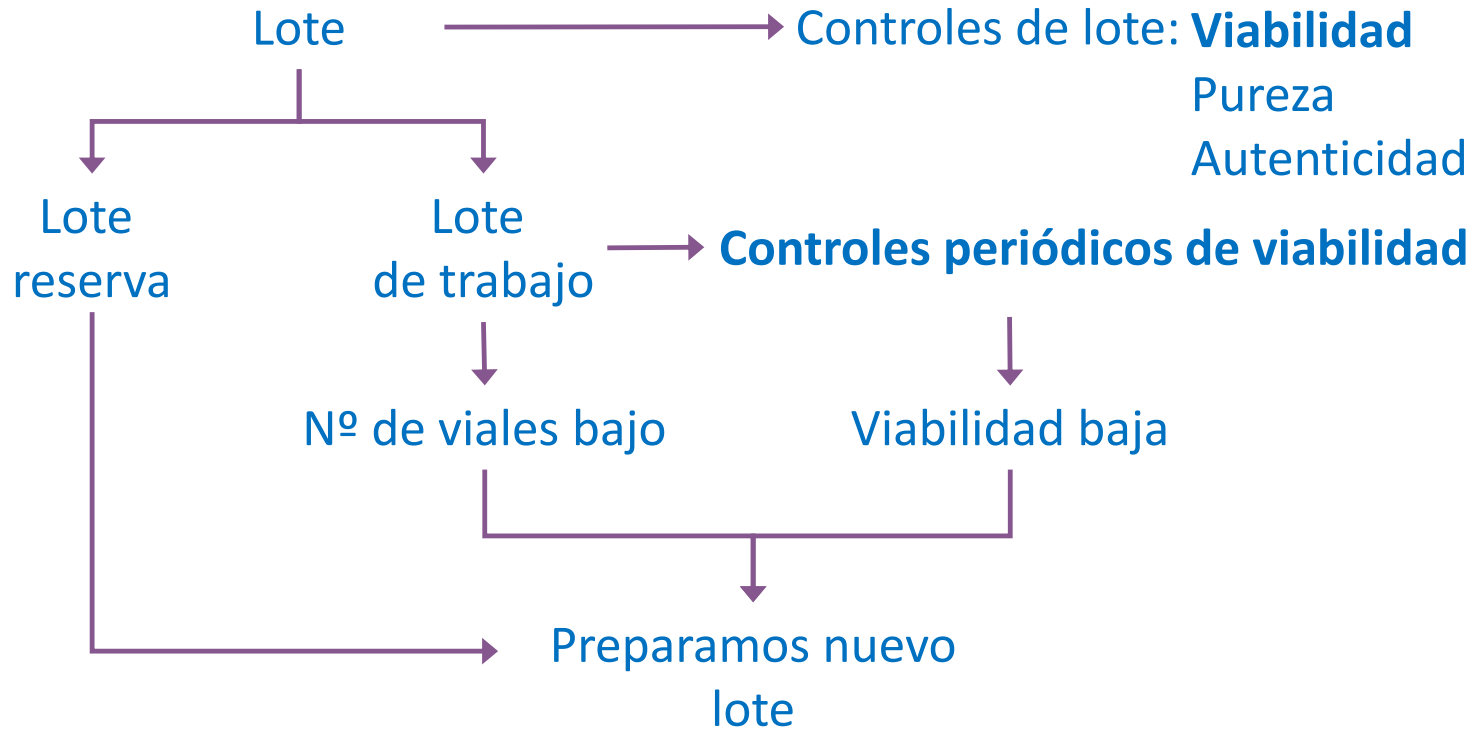 Lote
Controles de lote: Viabilidad
Pureza
Autenticidad
Lote
reserva
Lote
de trabajo
Controles periódicos de viabilidad
Nº de viales bajo
Viabilidad baja
Preparamos nuevo
lote